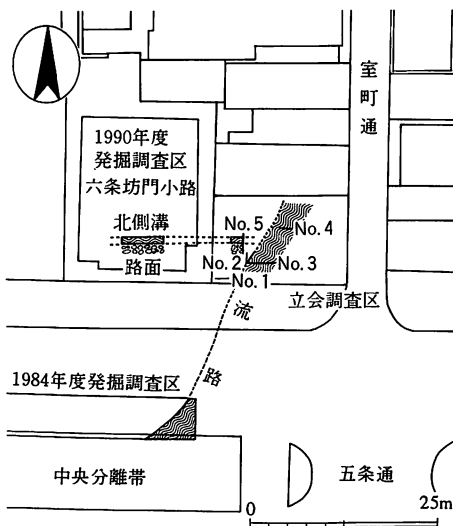 室町通
1990年度
発掘調査区
六条坊門小路
北側溝
路面
No.5
No.4
No.2
No.3
No.1
立会調査区
流路
1984年度発掘調査区
中央分離帯
五条通
0
25m